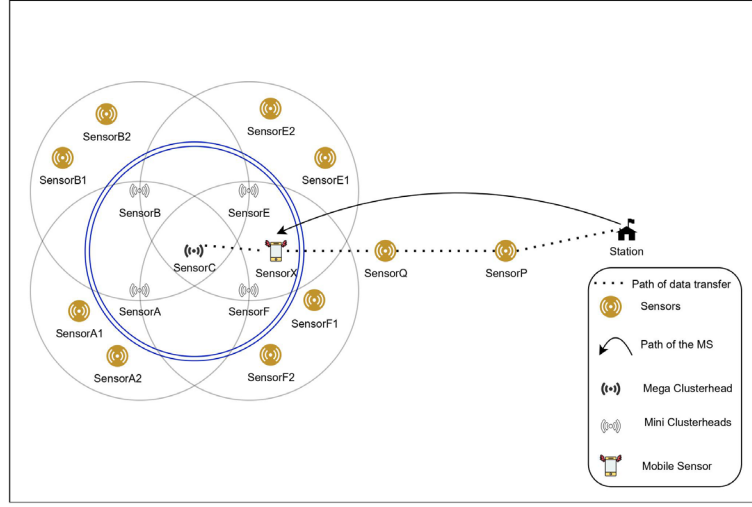 SensorB2
SensorE2
SensorB1
SensorE1
SensorB
SensorE
SensorC
SensorX
SensorQ
SensorP
Station
SensorA
SensorF
SensorA1
SensorF1
SensorA2
SensorF2
Path of data transfer
Sensors
Path of the MS
Mega Clusterhead
Mini Clusterheads
Mobile Sensor